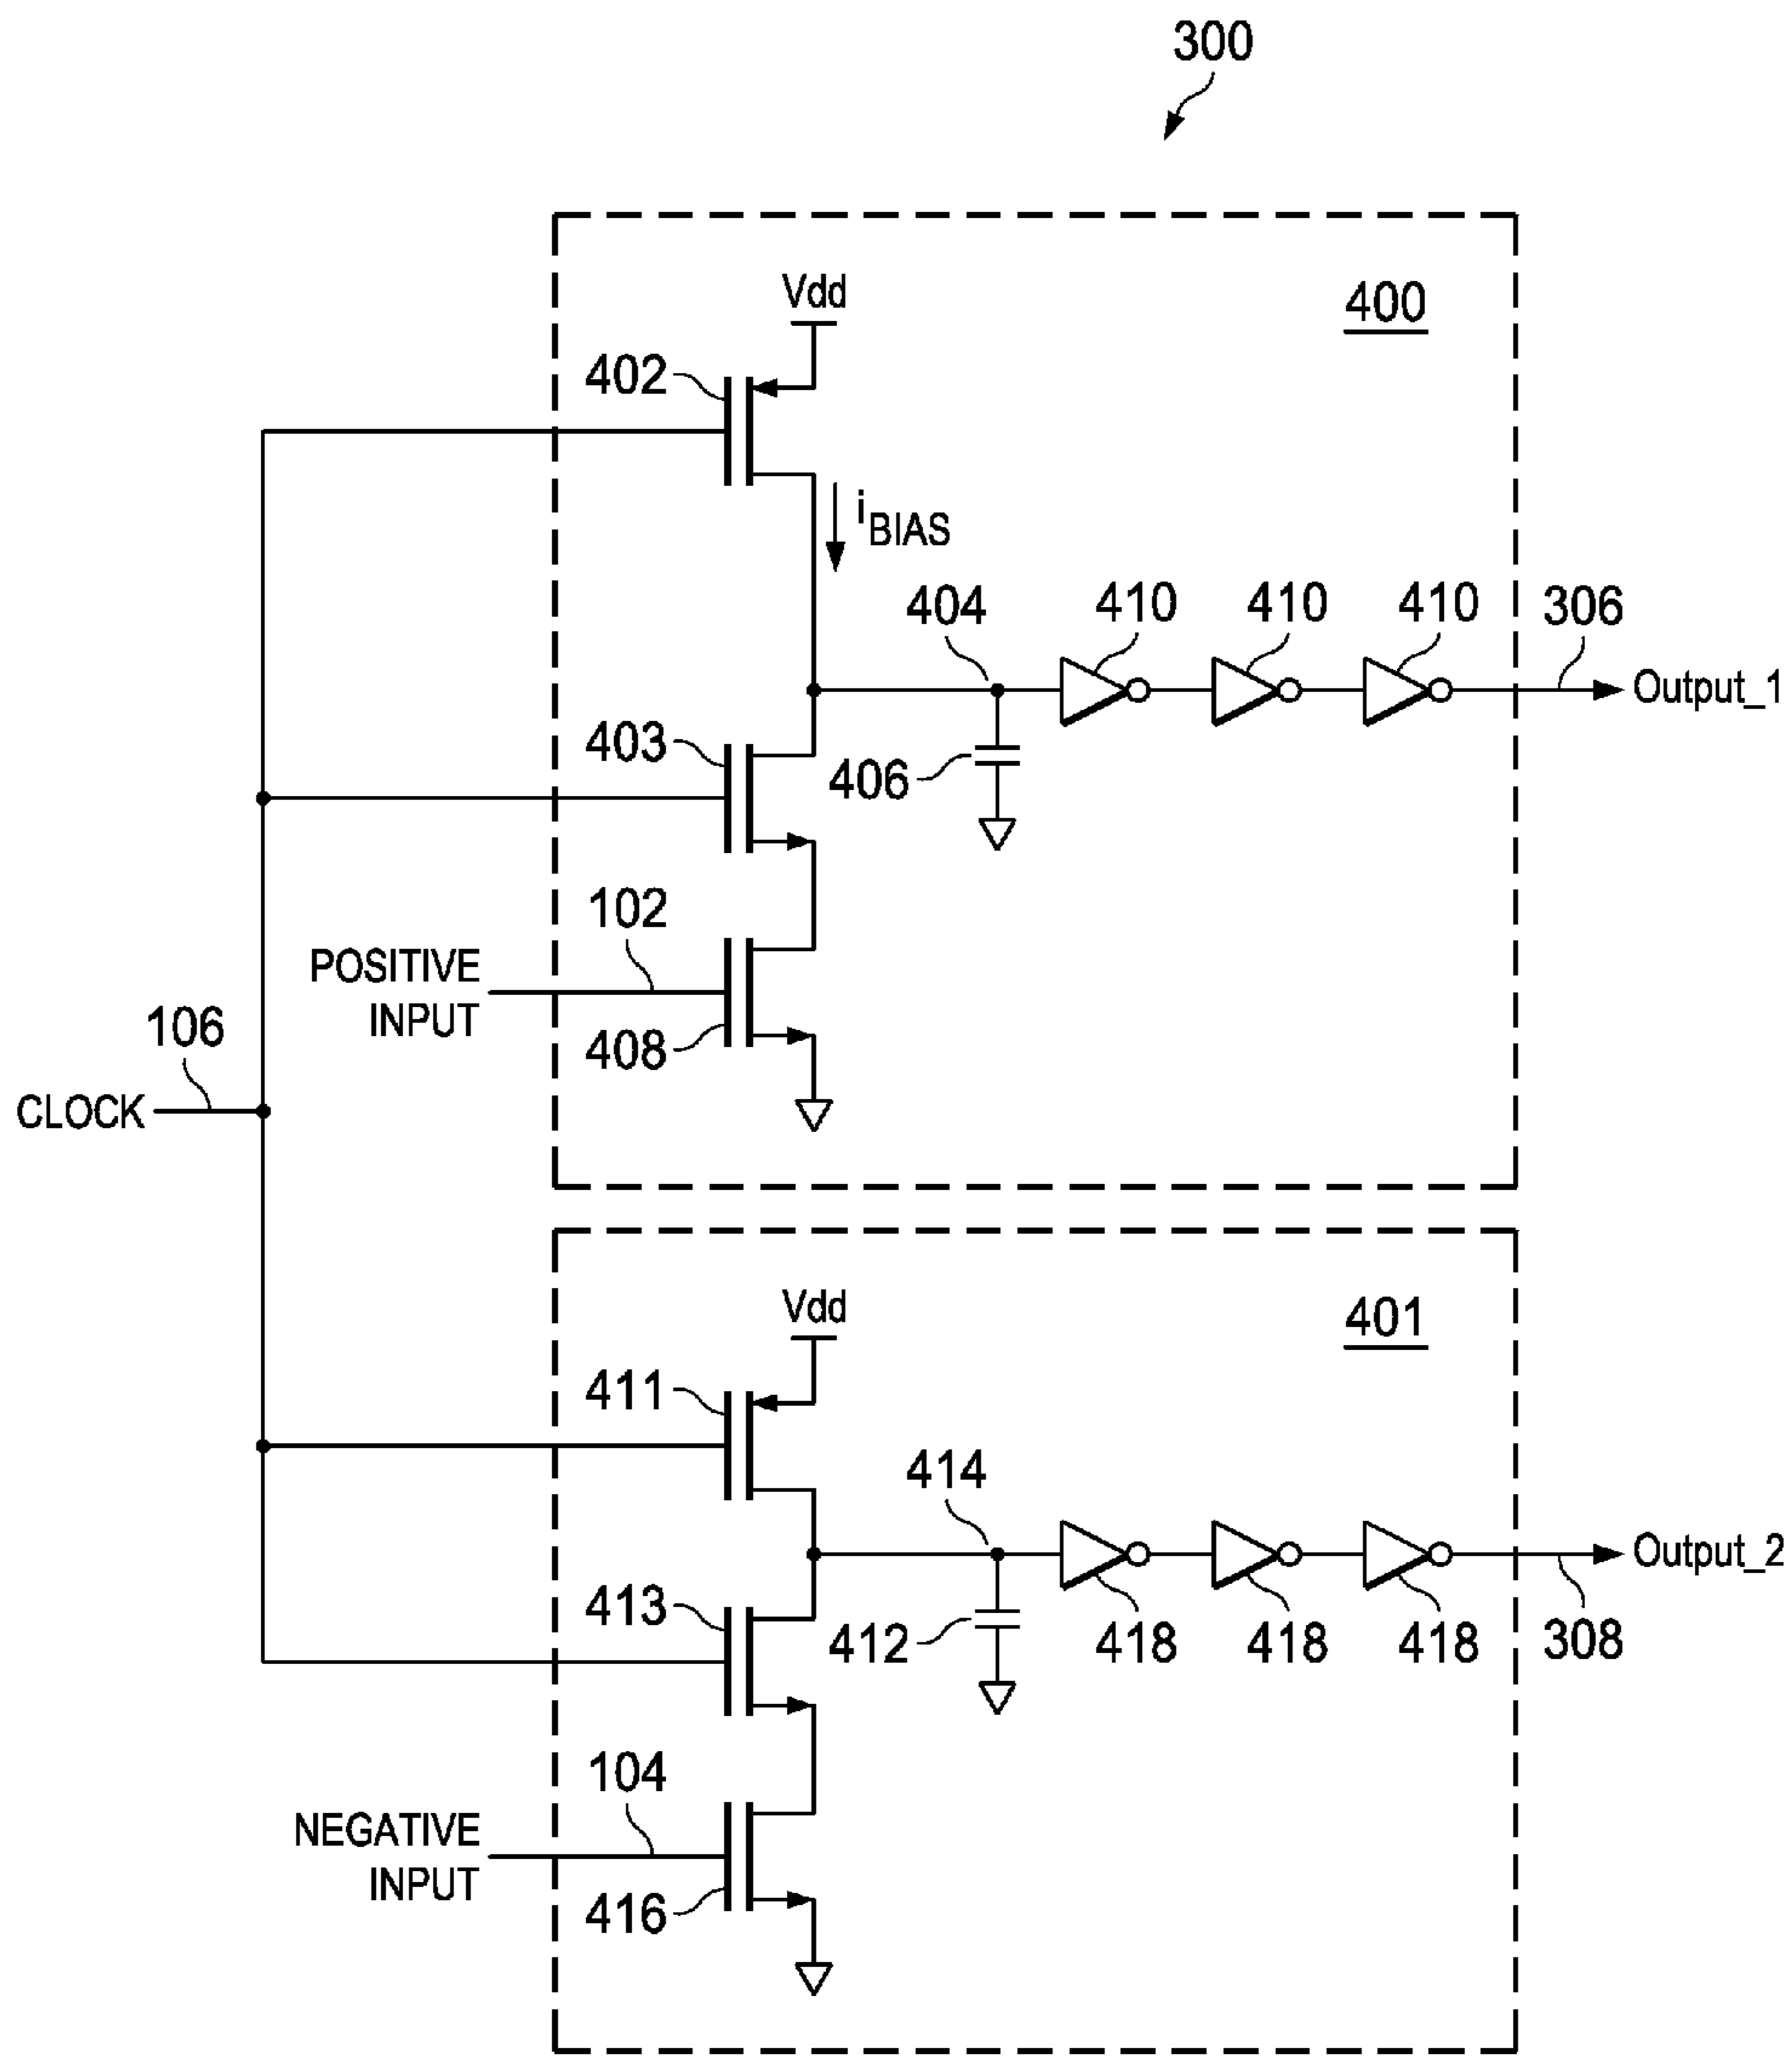 300
Vdd
400
402
iBIAS
404
410
410
410
306
Output_1
403
406
102
POSITIVE
INPUT
408
106
CLOCK
Vdd
401
411
414
Output_2
413
412
418
418
418
308
104
NEGATIVE
INPUT
416